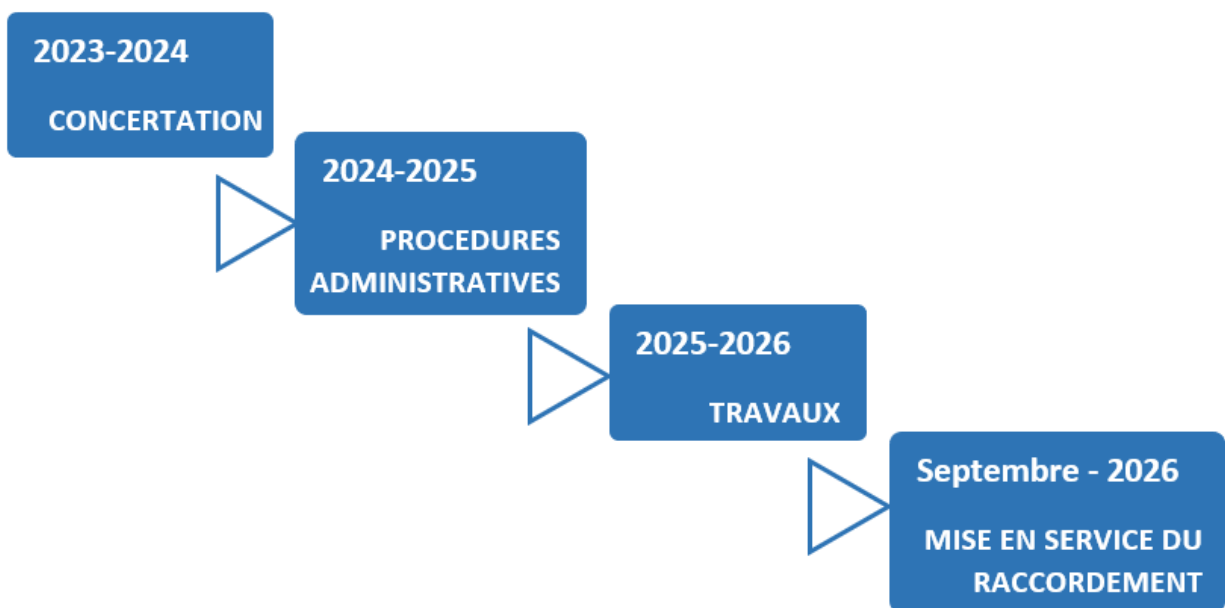 2023-2024
CONCERTATION
2024-2025
PROCEDURES
ADMINISTRATIVES
2025-2026
TRAVAUX
Septembre - 2026
MISE EN SERVICE DU
RACCORDEMENT